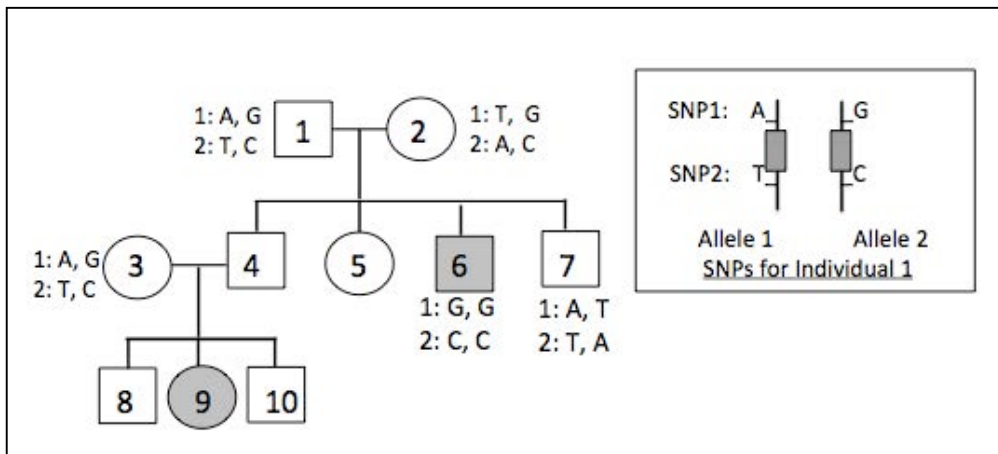 1: A, G
2: T, C
1
2
1: T, G
2: A, C
1: A, G
2: T, C
3
4
5
6
7
1: G, G
2: C, C
1: A, T
2: T, A
8
9
10
SNP1: A G
SNP2: T C
Allele 1 Allele 2
SNPs for Individual 1